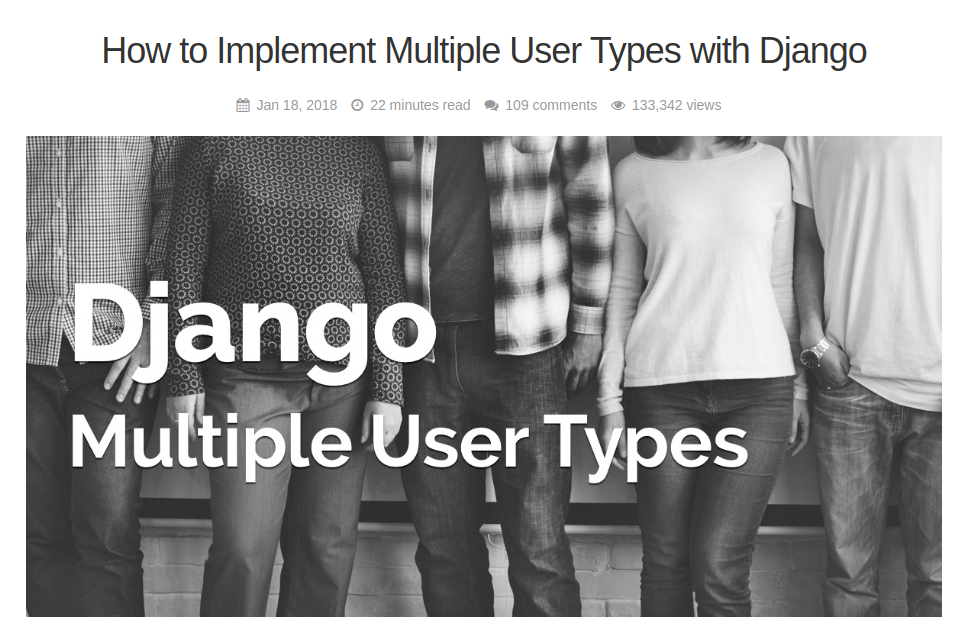 How to Implement Multiple User Types with Django
Jan 18, 2018 22 minutes read 109 comments 133,342 views
Django
Multiple User Types